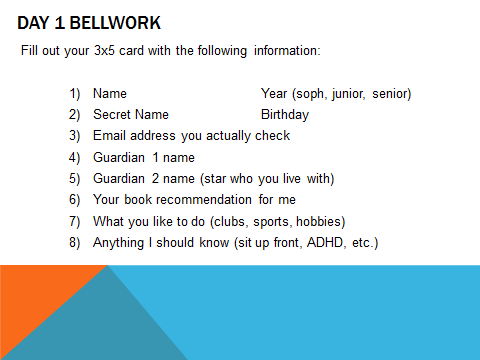 DAY 1 BELLWORK
Fill out your 3x5 card with the following information:
1) Name Year (soph, junior, senior)
2) Secret Name Birthday
3) Email address you actually check
4) Guardian 1 name
5) Guardian 2 name (star who you live with)
6) Your book recommendation for me
7) What you like to do (clubs, sports, hobbies)
8) Anything I should know (sit up front, ADHD, etc.)